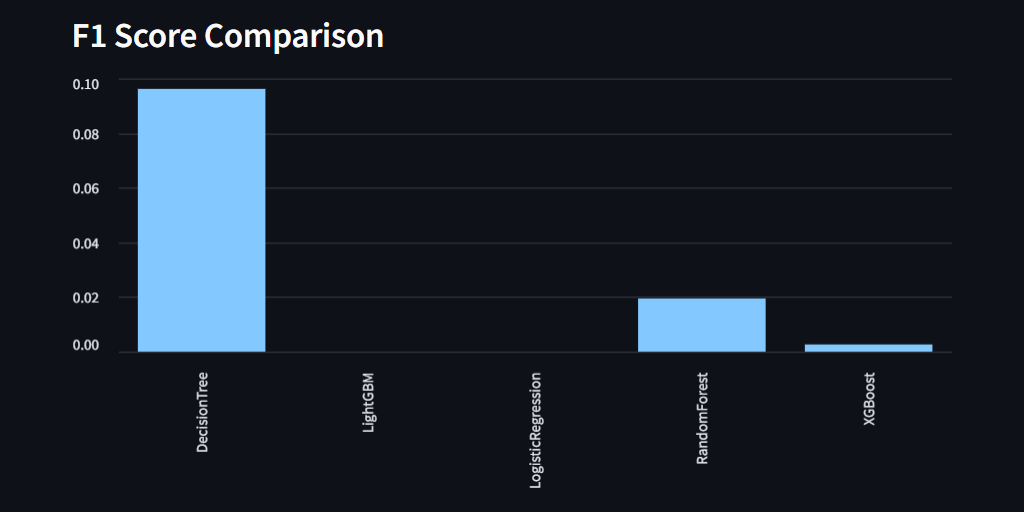 F1 Score Comparison
0.10
0.08
0.06
0.04
0.02
0.00
DecisionTree
LightGBM
LogisticRegression
RandomForest
XGBoost